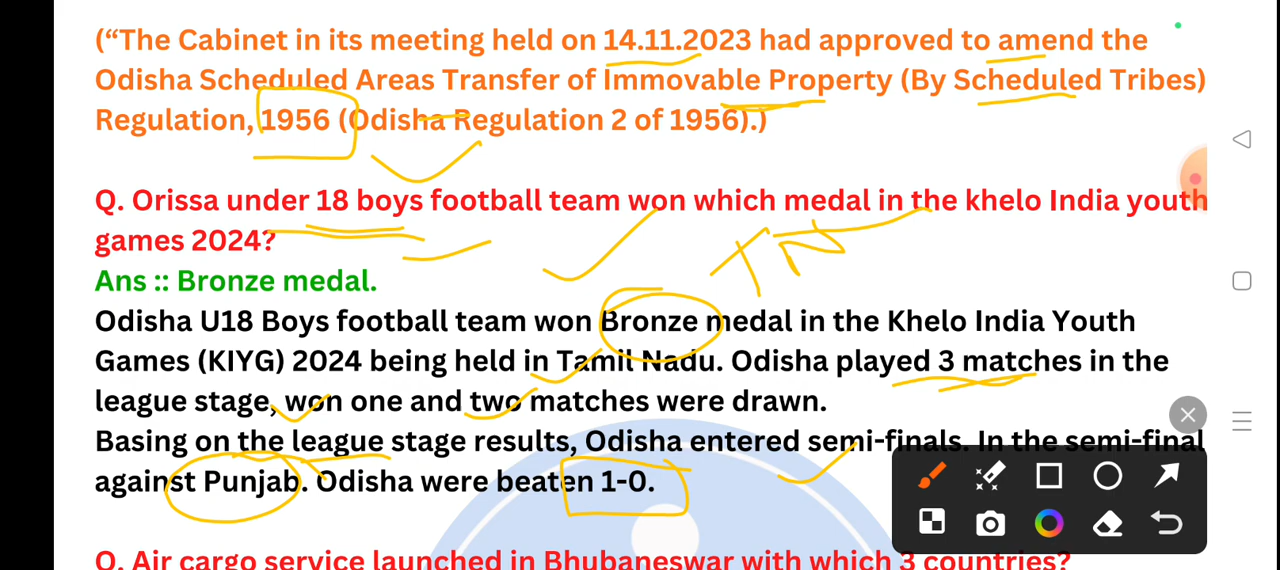 (“The Cabinet in its meeting held on 14.11.2023 had approved to amend the
Odisha Scheduled Areas Transfer of Immovable Property (By Scheduled Tribes)
Regulation, 1956 (Odisha Regulation 2 of 1956).)
Q. Orissa under 18 boys football team won which medal in the khelo India youth
TN
games 2024?
Ans :: Bronze medal.
Odisha U18 Boys football team won Bronze medal in the Khelo India Youth
Games (KIYG) 2024 being held in Tamil Nadu. Odisha played 3 matches in the
league stage, won one and two matches were drawn.
Basing on the league stage results, Odisha entered semi-finals. In the semi-final
against Punjab. Odisha were beaten 1-0.
Q. Air cargo service launched in Bhubaneswar with which 3 countries?